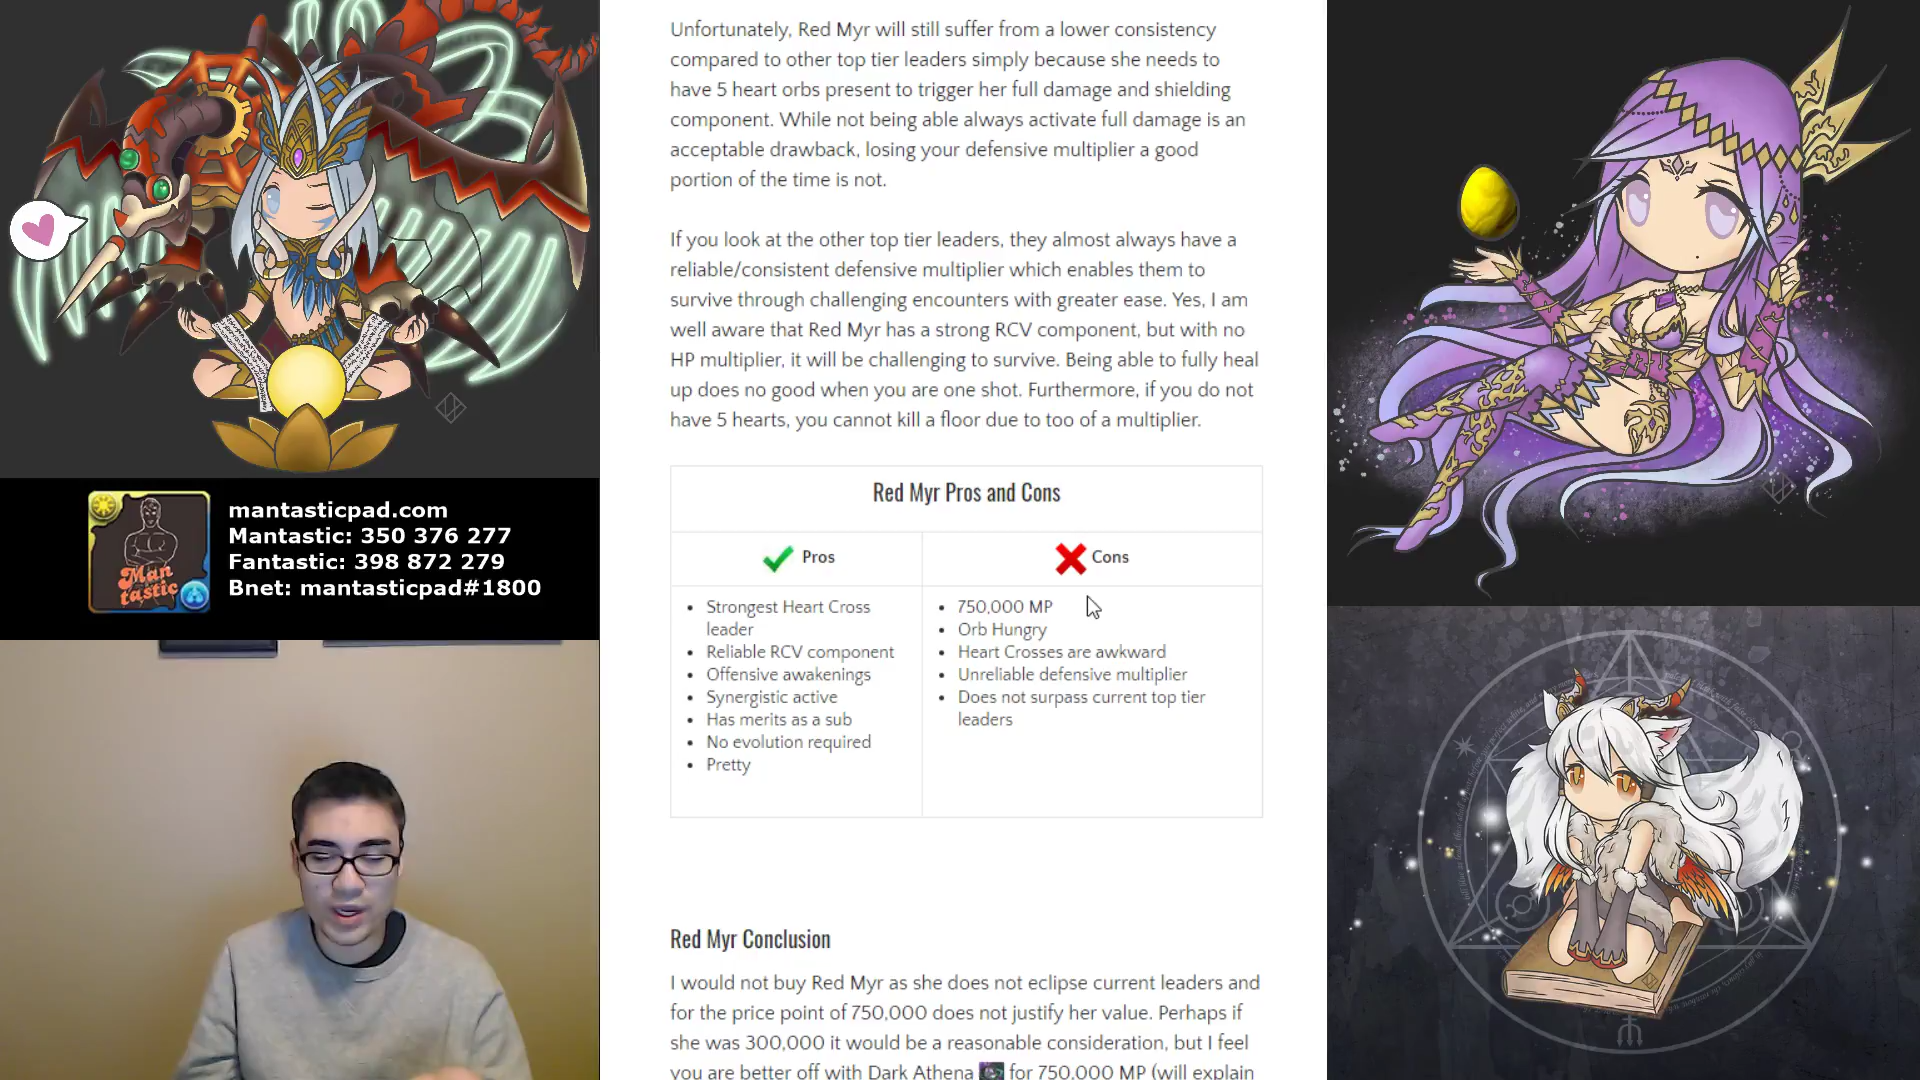 Unfortunately, Red Myr will still suffer from a lower consistency
compared to other top tier leaders simply because she needs to
have 5 heart orbs present to trigger her full damage and shielding
component. While not being able always activate full damage is an
acceptable drawback, losing your defensive multiplier a good
portion of the time is not.
If you look at the other top tier leaders, they almost always have a
reliable/consistent defensive multiplier which enables them to
survive through challenging encounters with greater ease. Yes, I am
well aware that Red Myr has a strong RCV component, but with no
HP multiplier, it will be challenging to survive. Being able to fully heal
up does no good when you are one shot. Furthermore, if you do not
have 5 hearts, you cannot kill a floor due to too of a multiplier.
Red Myr Pros and Cons
Pros
Cons
• Strongest Heart Cross
leader
• Reliable RCV component
• Offensive awakenings
• Synergistic active
• Has merits as a sub
• No evolution required
• Pretty
• 750,000 MP
• Orb Hungry
• Heart Crosses are awkward
• Unreliable defensive multiplier
• Does not surpass current top tier
leaders
Red Myr Conclusion
I would not buy Red Myr as she does not eclipse current leaders and
for the price point of 750,000 does not justify her value. Perhaps if
she was 300,000 it would be a reasonable consideration, but I feel
you are better off with Dark Athena for 750,000 MP (will explain
Man
tastic
mantasticpad.com
Mantastic: 350 376 277
Fantastic: 398 872 279
Bnet: mantasticpad#1800